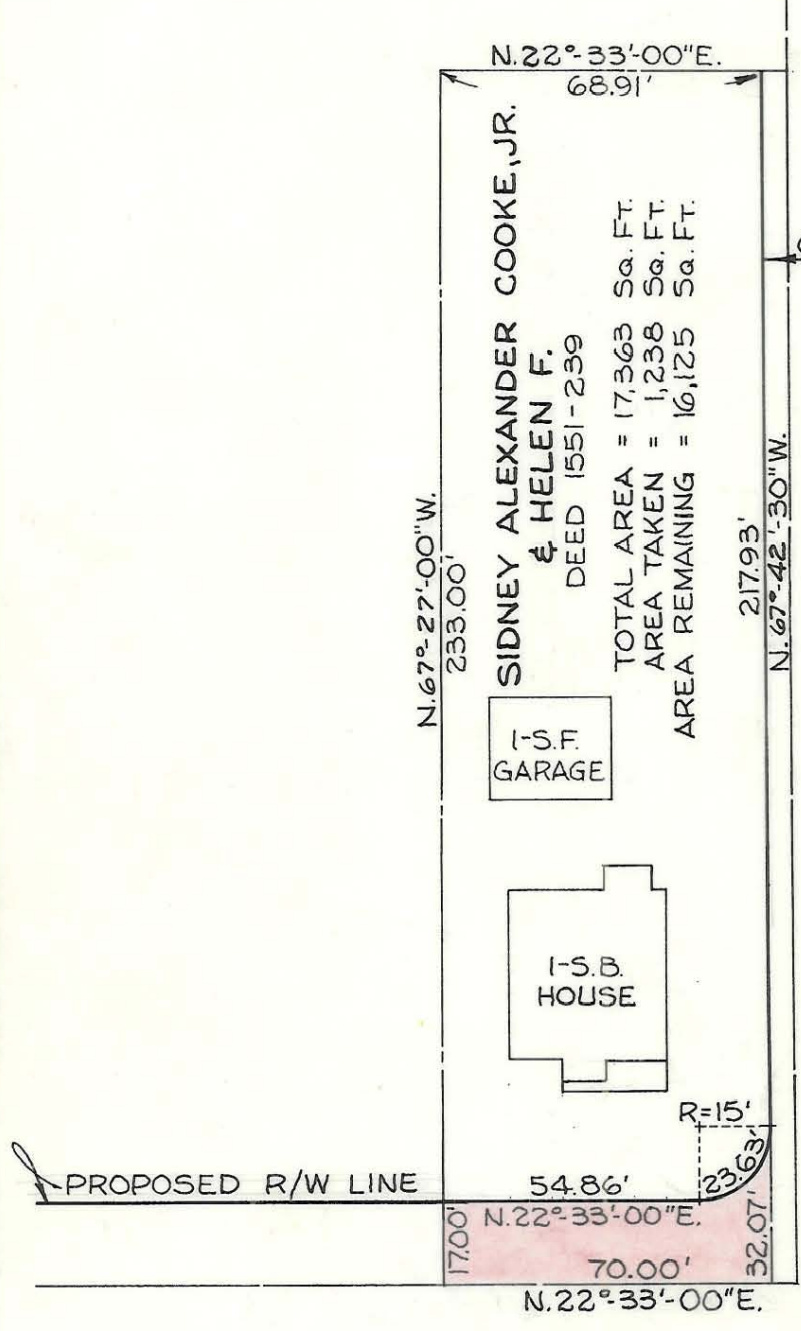 N.22°-33'-00"E.
68.91'
SIDNEY ALEXANDER COOKE, JR.
& HELEN F.
DEED 1551-239
TOTAL AREA = 17,363 SQ. FT.
AREA TAKEN = 1,238 SQ. FT.
AREA REMAINING = 16,125 SQ. FT.
N.67°-27'-00"W.
233.00'
217.93'
N.67°-42'-30"W.
1-S.F.
GARAGE
1-S.B.
HOUSE
R=15'
PROPOSED R/W LINE
54.86'
23.63'
17.00'
N.22°-33'-00"E.
32.07'
70.00'
N.22°-33'-00"E.